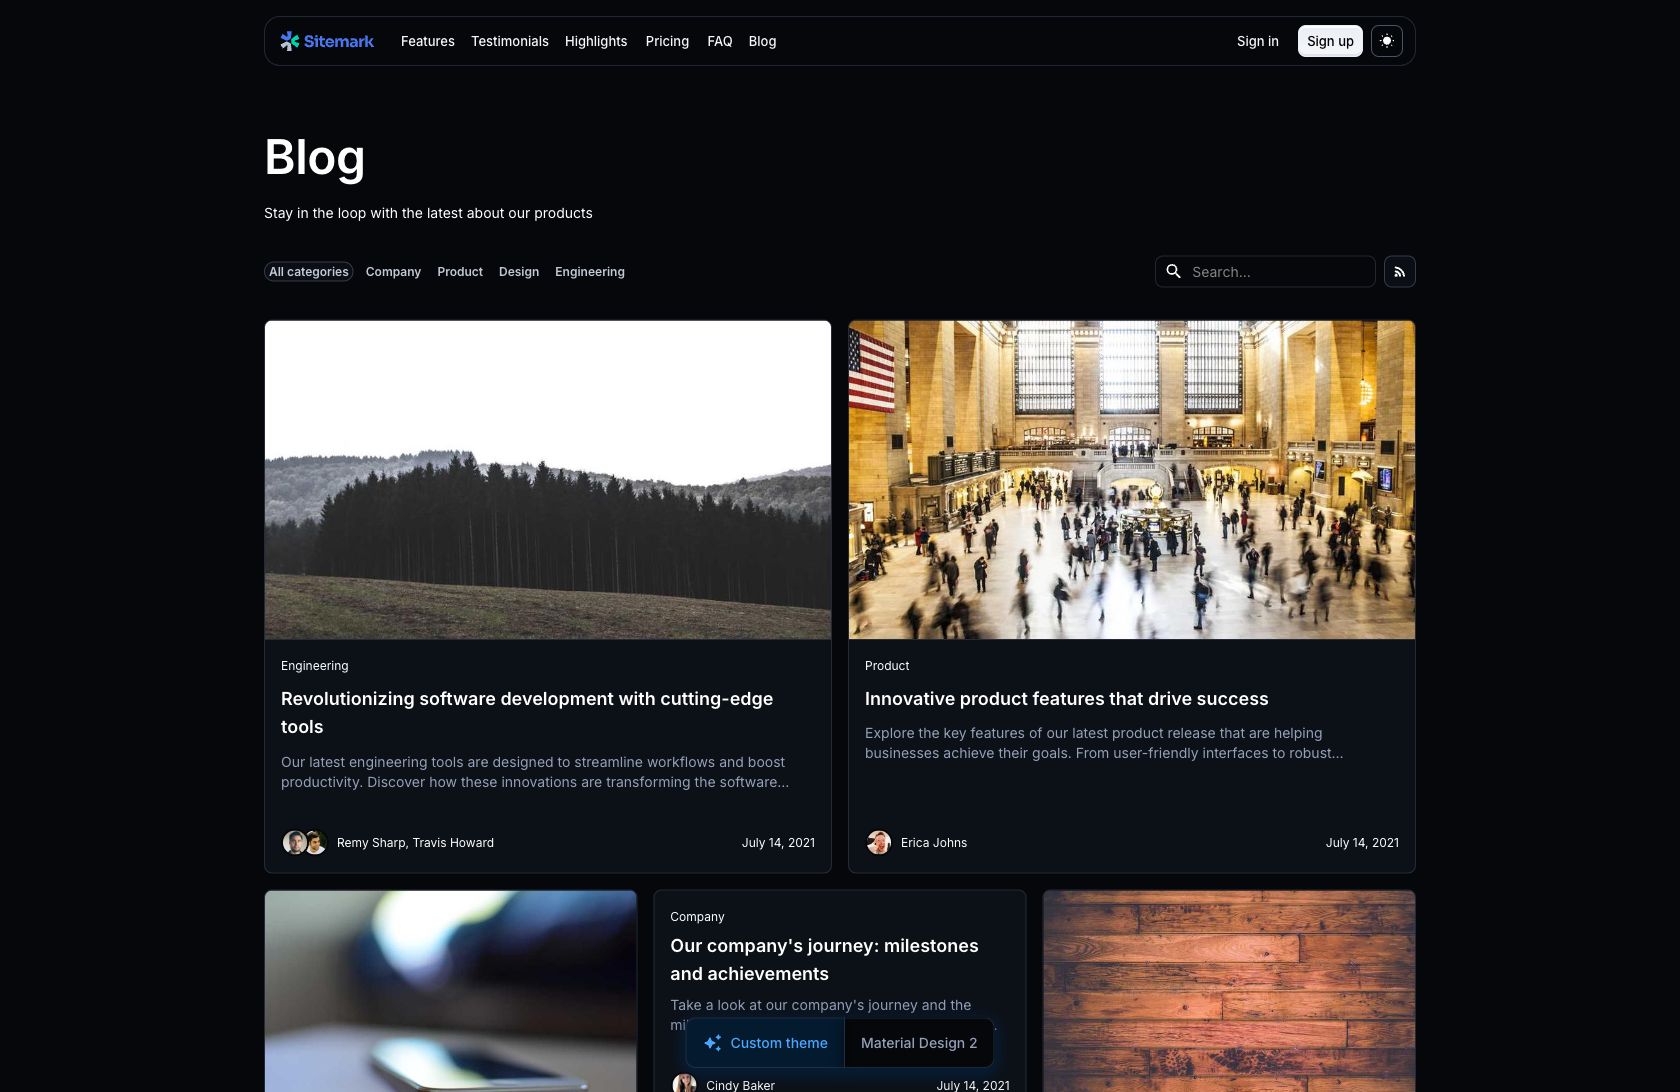 Sitemark
Features
Testimonials
Highlights
Pricing
FAQ
Blog
Sign in
Sign up
Blog
Stay in the loop with the latest about our products
All categories
Company
Product
Design
Engineering
Search...
Engineering
Revolutionizing software development with cutting-edge
tools
Our latest engineering tools are designed to streamline workflows and boost
productivity. Discover how these innovations are transforming the software...
Remy Sharp, Travis Howard
July 14, 2021
Product
Innovative product features that drive success
Explore the key features of our latest product release that are helping
businesses achieve their goals. From user-friendly interfaces to robust...
Erica Johns
July 14, 2021
Company
Our company's journey: milestones
and achievements
Take a look at our company's journey and the
Custom theme
Material Design 2
Cindy Baker
July 14, 2021